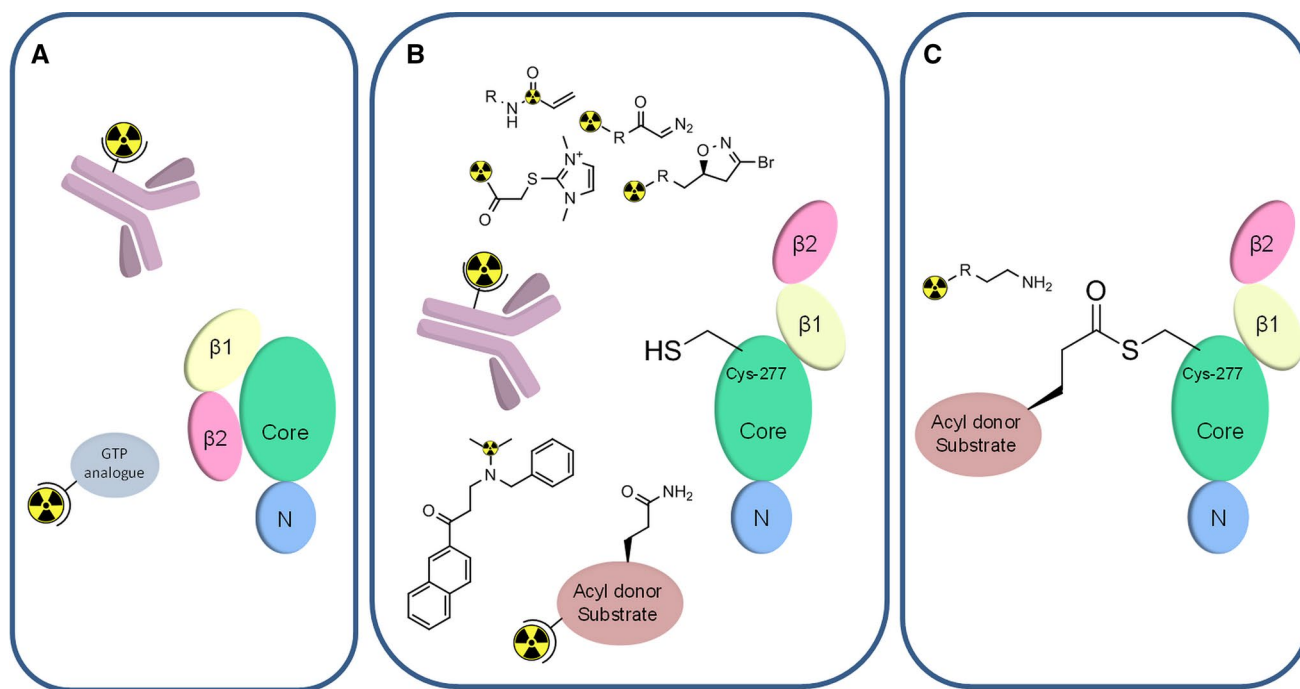 A
β1
β2
Core
GTP
analogue
N
B
O
R
N
H
O
R
N2
N+
S
N
O
O
N
Br
R
β2
β1
HS
Cys-277
Core
N
N
O
O
NH2
Acyl donor
Substrate
C
β2
R
NH2
O
β1
S
Cys-277
Acyl donor
Substrate
Core
N